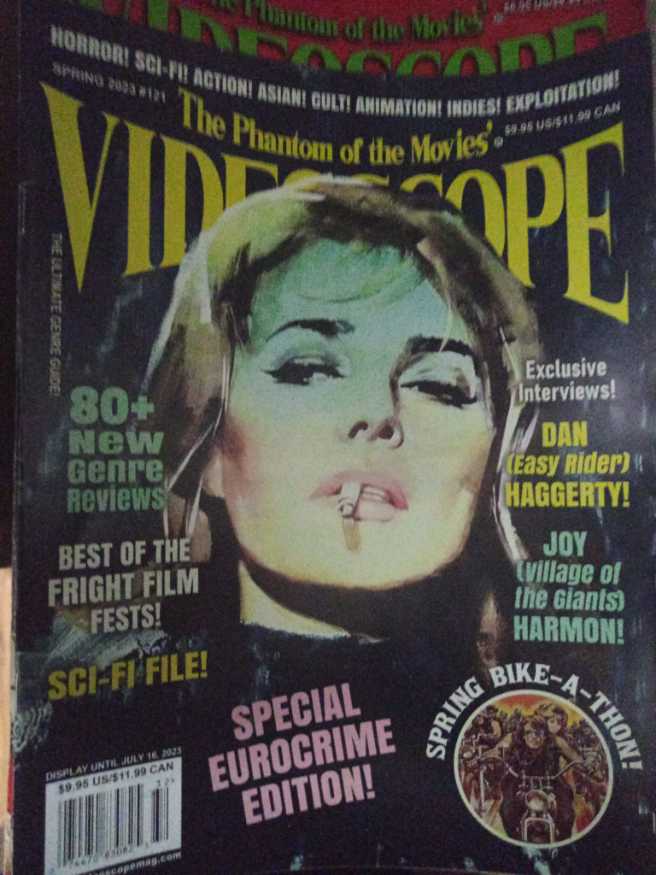 The Phantom of the Movies'
VIDEOSCOPE
HORROR! SCI-FI! ACTION! ASIAN! CULT! ANIMATION! INDIES! EXPLOITATION!
SPRING 2023 #121
The Phantom of the Movies'
$9.95 US/$11.99 CAN
VIDEOSCOPE
THE ULTIMATE GENRE GUIDE
80+
New
Genre
Reviews
BEST OF THE
FRIGHT FILM
FESTS!
SCI-FI FILE!
Exclusive
Interviews!
DAN
(Easy Rider)
HAGGERTY!
JOY
(Village of
the Giants)
HARMON!
SPECIAL
EUROCRIME
EDITION!
SPRING BIKE-A-THON!
DISPLAY UNTIL JULY 16, 2023
$9.95 US/$11.99 CAN